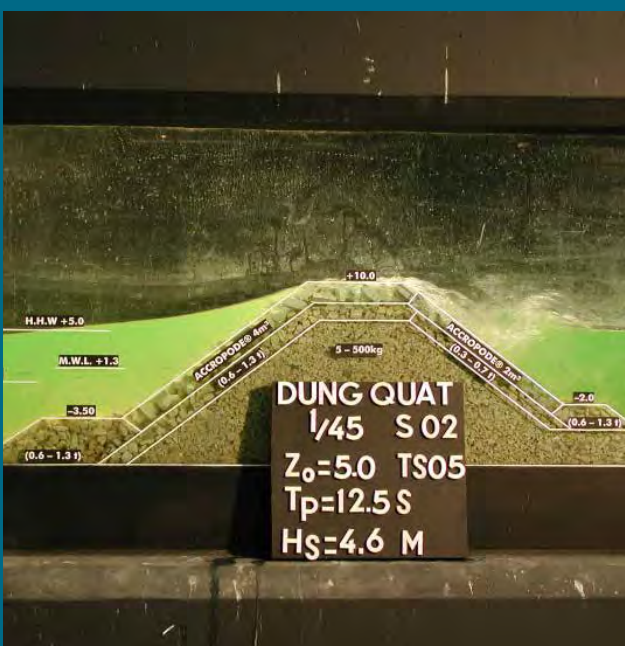 +10.0
H.H.W +5.0
ACCROPODE® 4m³
(0.6 – 1.3 t)
ACCROPODE® 2m³
(0.3 – 0.7 t)
5 – 500kg
M.W.L. +1.3
–3.50
–2.0
(0.6 – 1.3 t)
(0.6 – 1.3 t)
DUNG QUAT
1/45 S 02
Zo=5.0 TS05
Tp=12.5 S
Hs=4.6 M